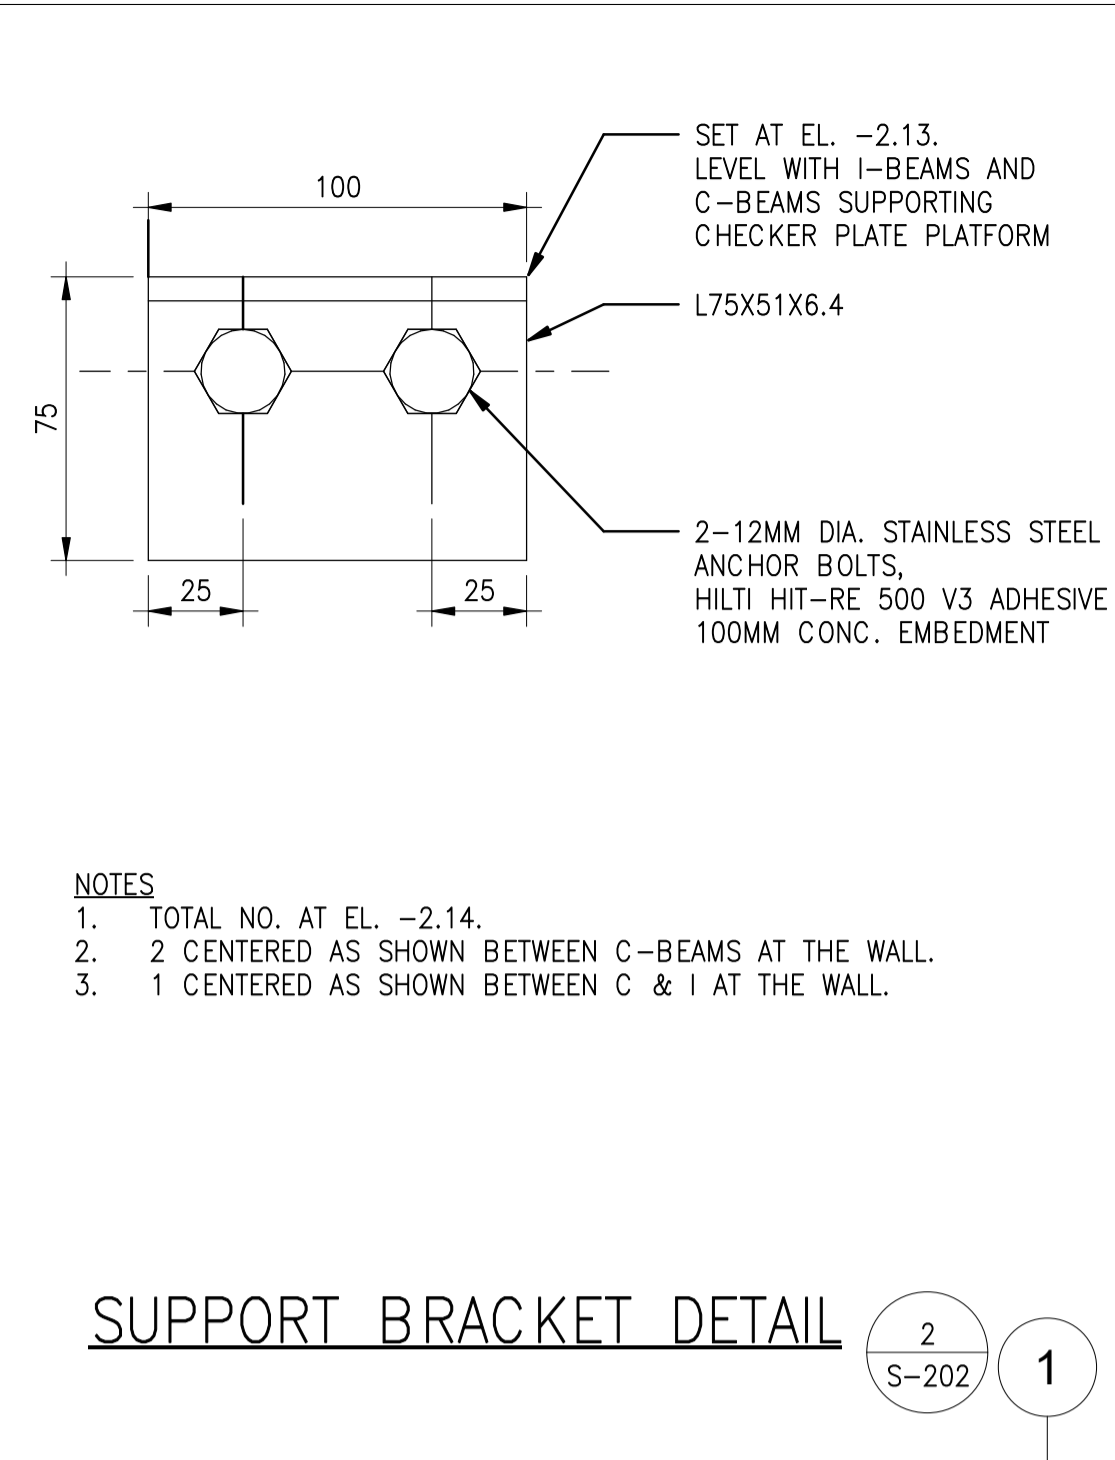 SET AT EL. -2.13.
LEVEL WITH I-BEAMS AND
C-BEAMS SUPPORTING
CHECKER PLATE PLATFORM
100
L75X51X6.4
75
2-12MM DIA. STAINLESS STEEL
ANCHOR BOLTS,
HILTI HIT-RE 500 V3 ADHESIVE
100MM CONC. EMBEDMENT
25
25
NOTES
1. TOTAL NO. AT EL. -2.14.
2. 2 CENTERED AS SHOWN BETWEEN C-BEAMS AT THE WALL.
3. 1 CENTERED AS SHOWN BETWEEN C & I AT THE WALL.
SUPPORT BRACKET DETAIL
2
S-202
1